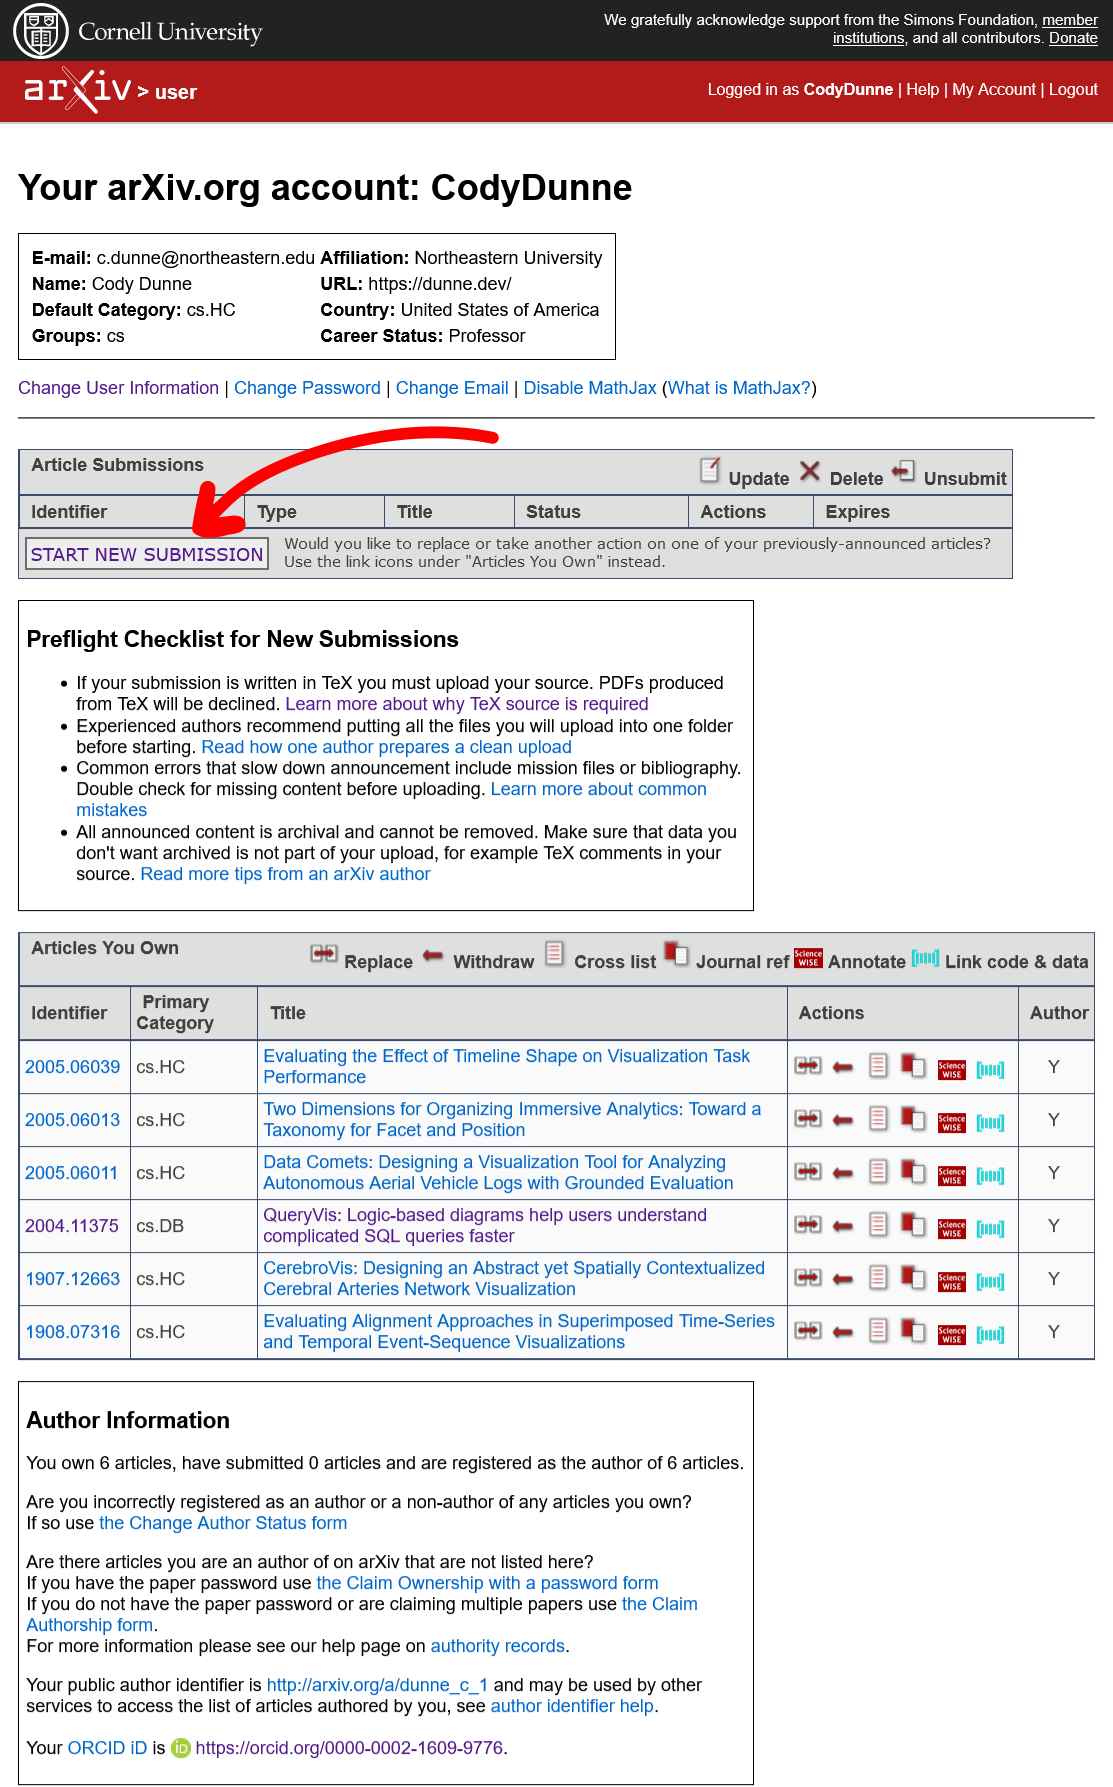 Cornell University
We gratefully acknowledge support from the Simons Foundation, member
institutions, and all contributors. Donate
arXiv > user
Logged in as CodyDunne | Help | My Account | Logout
Your arXiv.org account: CodyDunne
E-mail: c.dunne@northeastern.edu Affiliation: Northeastern University
Name: Cody Dunne URL: https://dunne.dev/
Default Category: cs.HC Country: United States of America
Groups: cs Career Status: Professor
Change User Information | Change Password | Change Email | Disable MathJax (What is MathJax?)
Article Submissions Update Delete Unsubmit
Identifier Type Title Status Actions Expires
START NEW SUBMISSION
Would you like to replace or take another action on one of your previously-announced articles?
Use the link icons under "Articles You Own" instead.
Preflight Checklist for New Submissions
• If your submission is written in TeX you must upload your source. PDFs produced
from TeX will be declined. Learn more about why TeX source is required
• Experienced authors recommend putting all the files you will upload into one folder
before starting. Read how one author prepares a clean upload
• Common errors that slow down announcement include mission files or bibliography.
Double check for missing content before uploading. Learn more about common
mistakes
• All announced content is archival and cannot be removed. Make sure that data you
don't want archived is not part of your upload, for example TeX comments in your
source. Read more tips from an arXiv author
Articles You Own Replace Withdraw Cross list Journal ref Science WISE Annotate Link code & data
Identifier Primary Category Title Actions Author
2005.06039 cs.HC Evaluating the Effect of Timeline Shape on Visualization Task
Performance Science WISE Y
2005.06013 cs.HC Two Dimensions for Organizing Immersive Analytics: Toward a
Taxonomy for Facet and Position Science WISE Y
2005.06011 cs.HC Data Comets: Designing a Visualization Tool for Analyzing
Autonomous Aerial Vehicle Logs with Grounded Evaluation Science WISE Y
2004.11375 cs.DB QueryVis: Logic-based diagrams help users understand
complicated SQL queries faster Science WISE Y
1907.12663 cs.HC CerebroVis: Designing an Abstract yet Spatially Contextualized
Cerebral Arteries Network Visualization Science WISE Y
1908.07316 cs.HC Evaluating Alignment Approaches in Superimposed Time-Series
and Temporal Event-Sequence Visualizations Science WISE Y
Author Information
You own 6 articles, have submitted 0 articles and are registered as the author of 6 articles.
Are you incorrectly registered as an author or a non-author of any articles you own?
If so use the Change Author Status form
Are there articles you are an author of on arXiv that are not listed here?
If you have the paper password use the Claim Ownership with a password form
If you do not have the paper password or are claiming multiple papers use the Claim
Authorship form.
For more information please see our help page on authority records.
Your public author identifier is http://arxiv.org/a/dunne_c_1 and may be used by other
services to access the list of articles authored by you, see author identifier help.
Your ORCID iD is iD https://orcid.org/0000-0002-1609-9776.